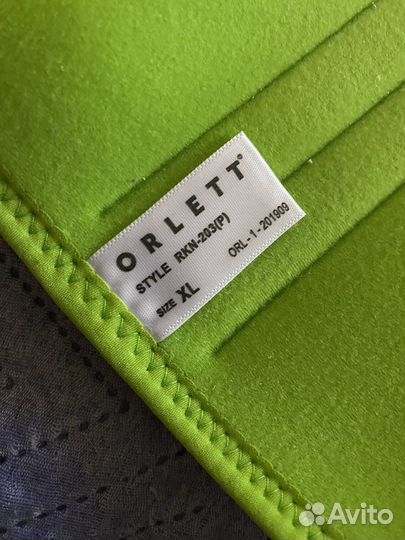 ORLETT®
STYLE RKN-203(P)
SIZE XL
ORL-1-201909
Avito